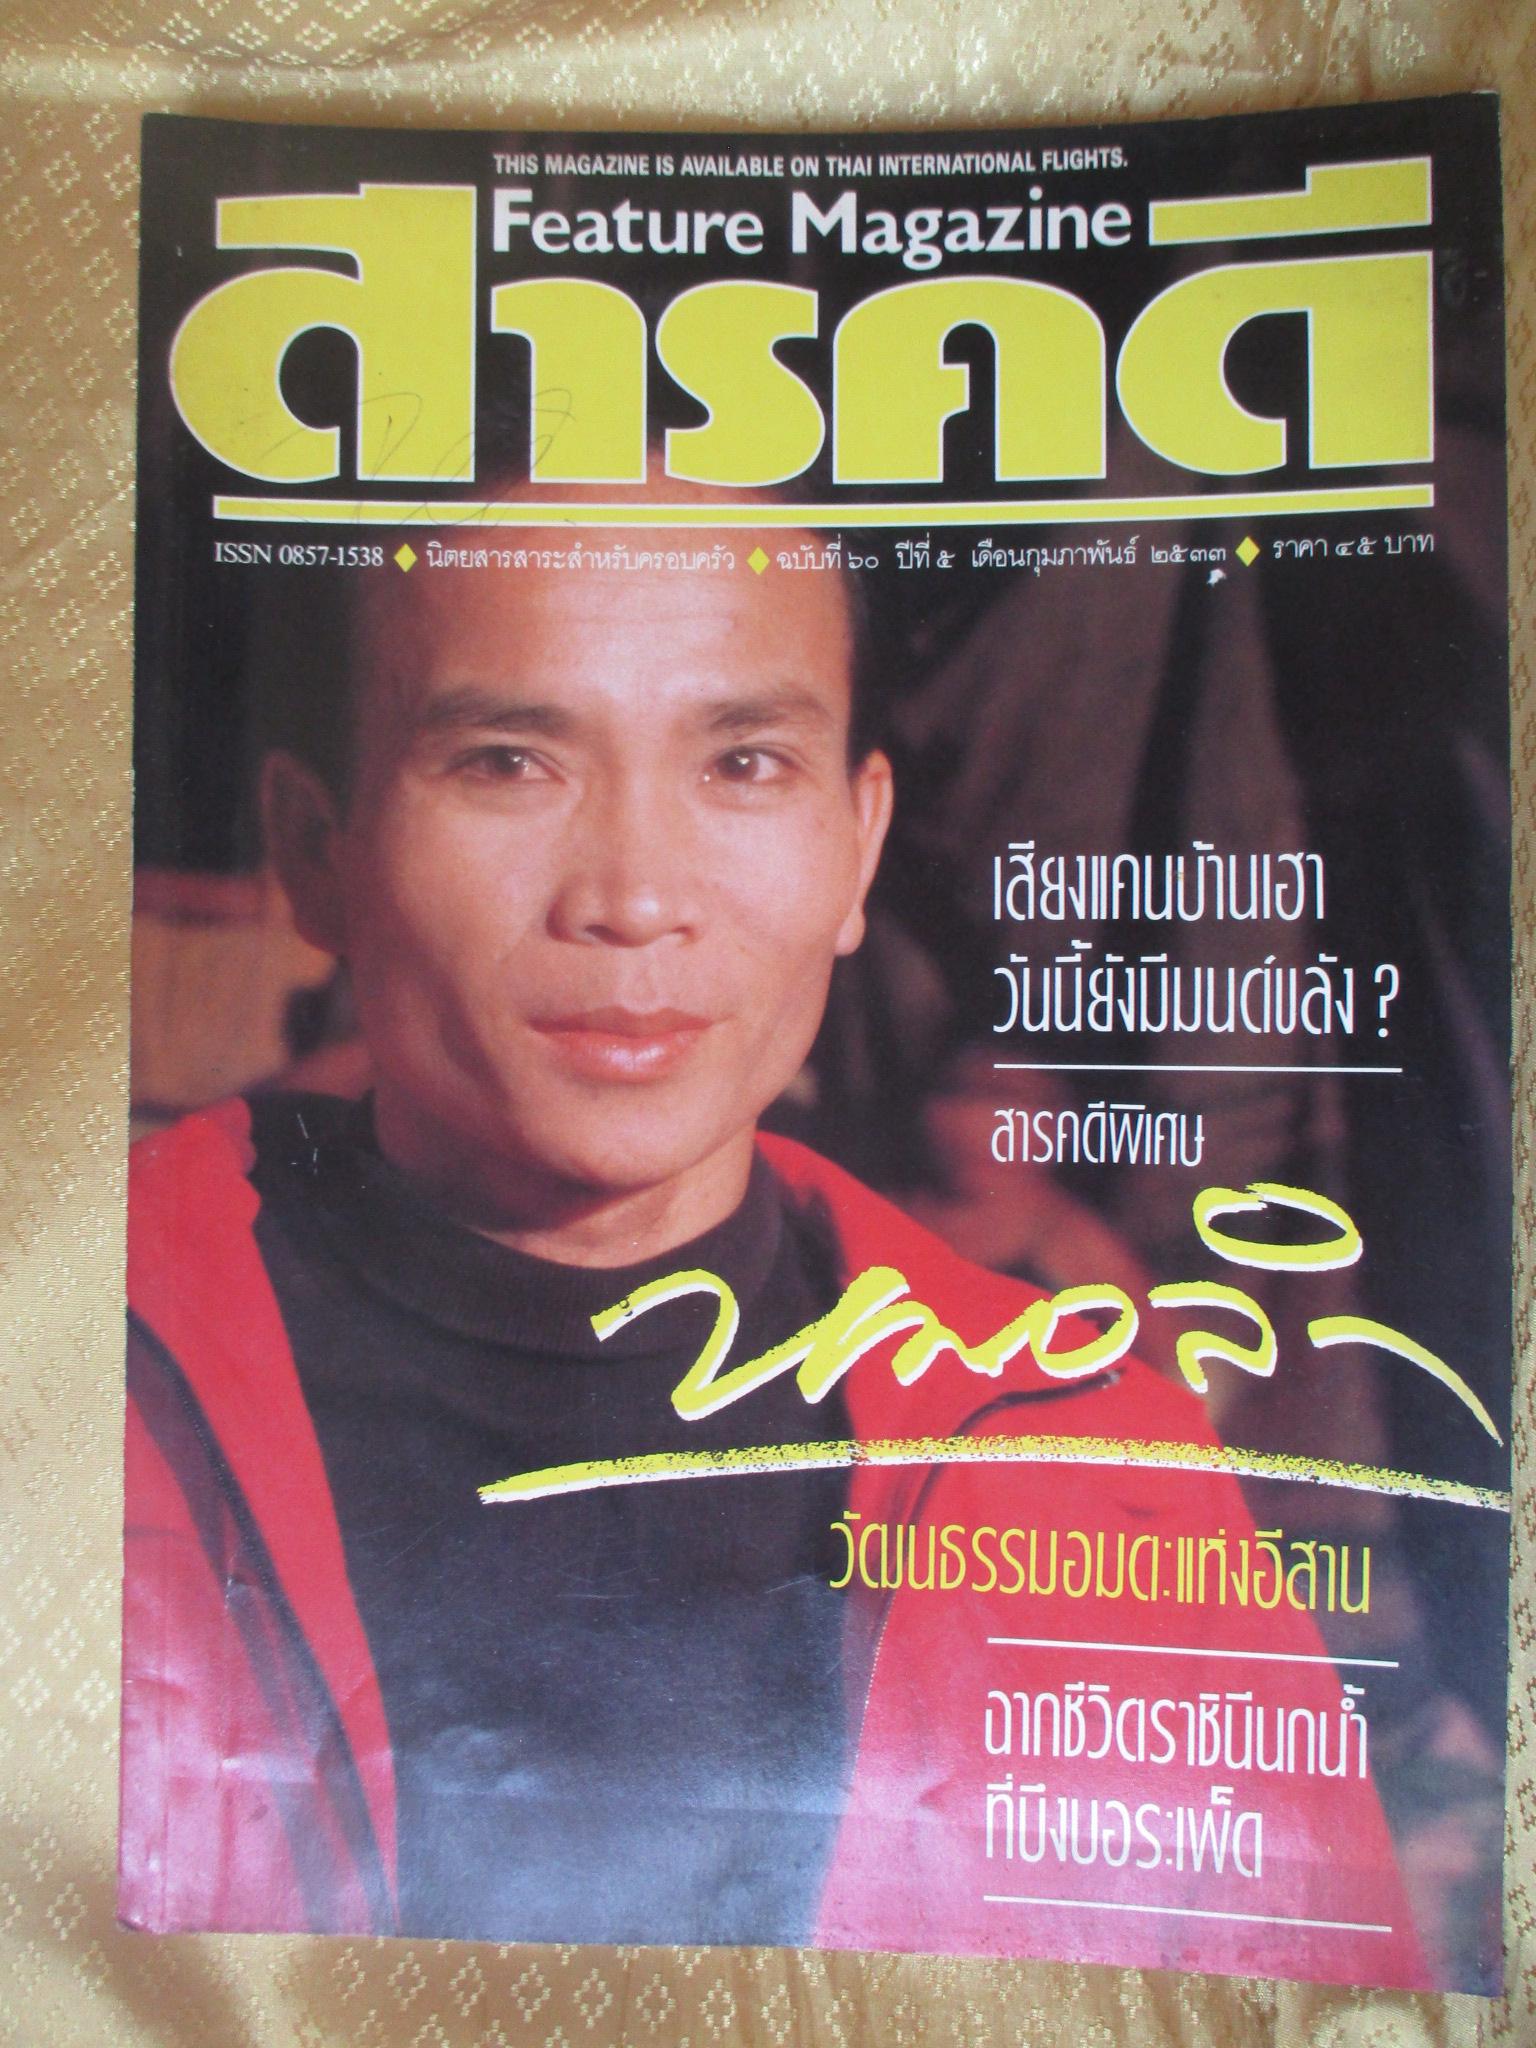 THIS MAGAZINE IS AVAILABLE ON THAI INTERNATIONAL FLIGHTS.
Feature Magazine
สารคดี
ISSN 0857-1538 ♦ นิตยสารสาระสำหรับครอบครัว ♦ ฉบับที่ ๖๐ ปีที่ ๕ เดือนกุมภาพันธ์ ๒๕๓๓ ♦ ราคา ๔๕ บาท
เสียงแคนบ้านเฮา
วันนี้ยังมีมนต์ขลัง ?
สารคดีพิเศษ
หมอลำ
วัฒนธรรมอมตะแห่งอีสาน
ฉากชีวิตราชินีนกน้ำ
ที่บึงบอระเพ็ด